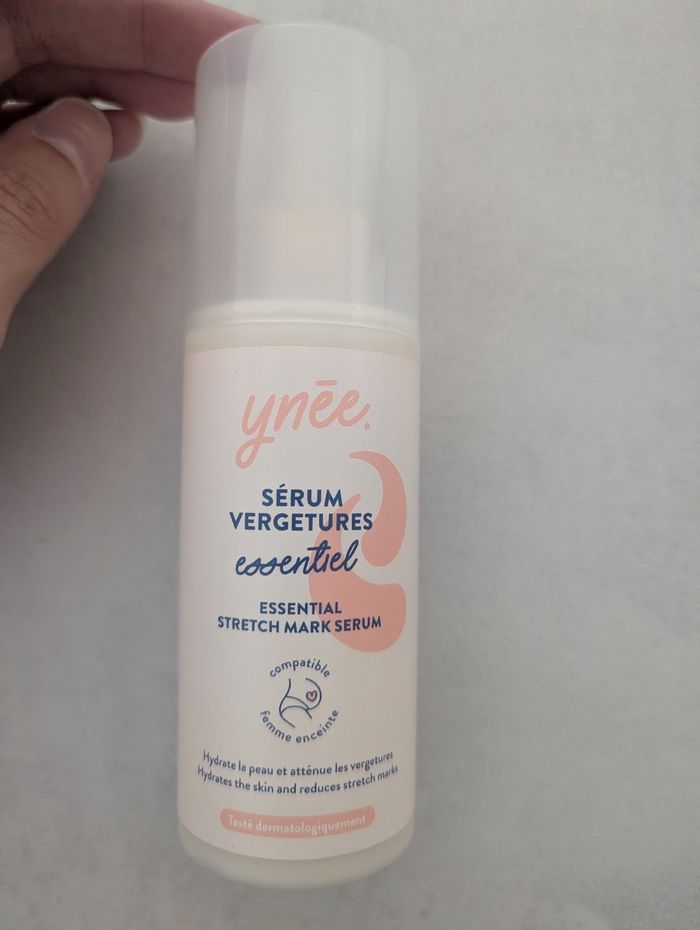 ynēe.
SÉRUM
VERGETURES
essentiel
ESSENTIAL
STRETCH MARK SERUM
compatible
femme enceinte
Hydrate la peau et atténue les vergetures
Hydrates the skin and reduces stretch marks
Testé dermatologiquement